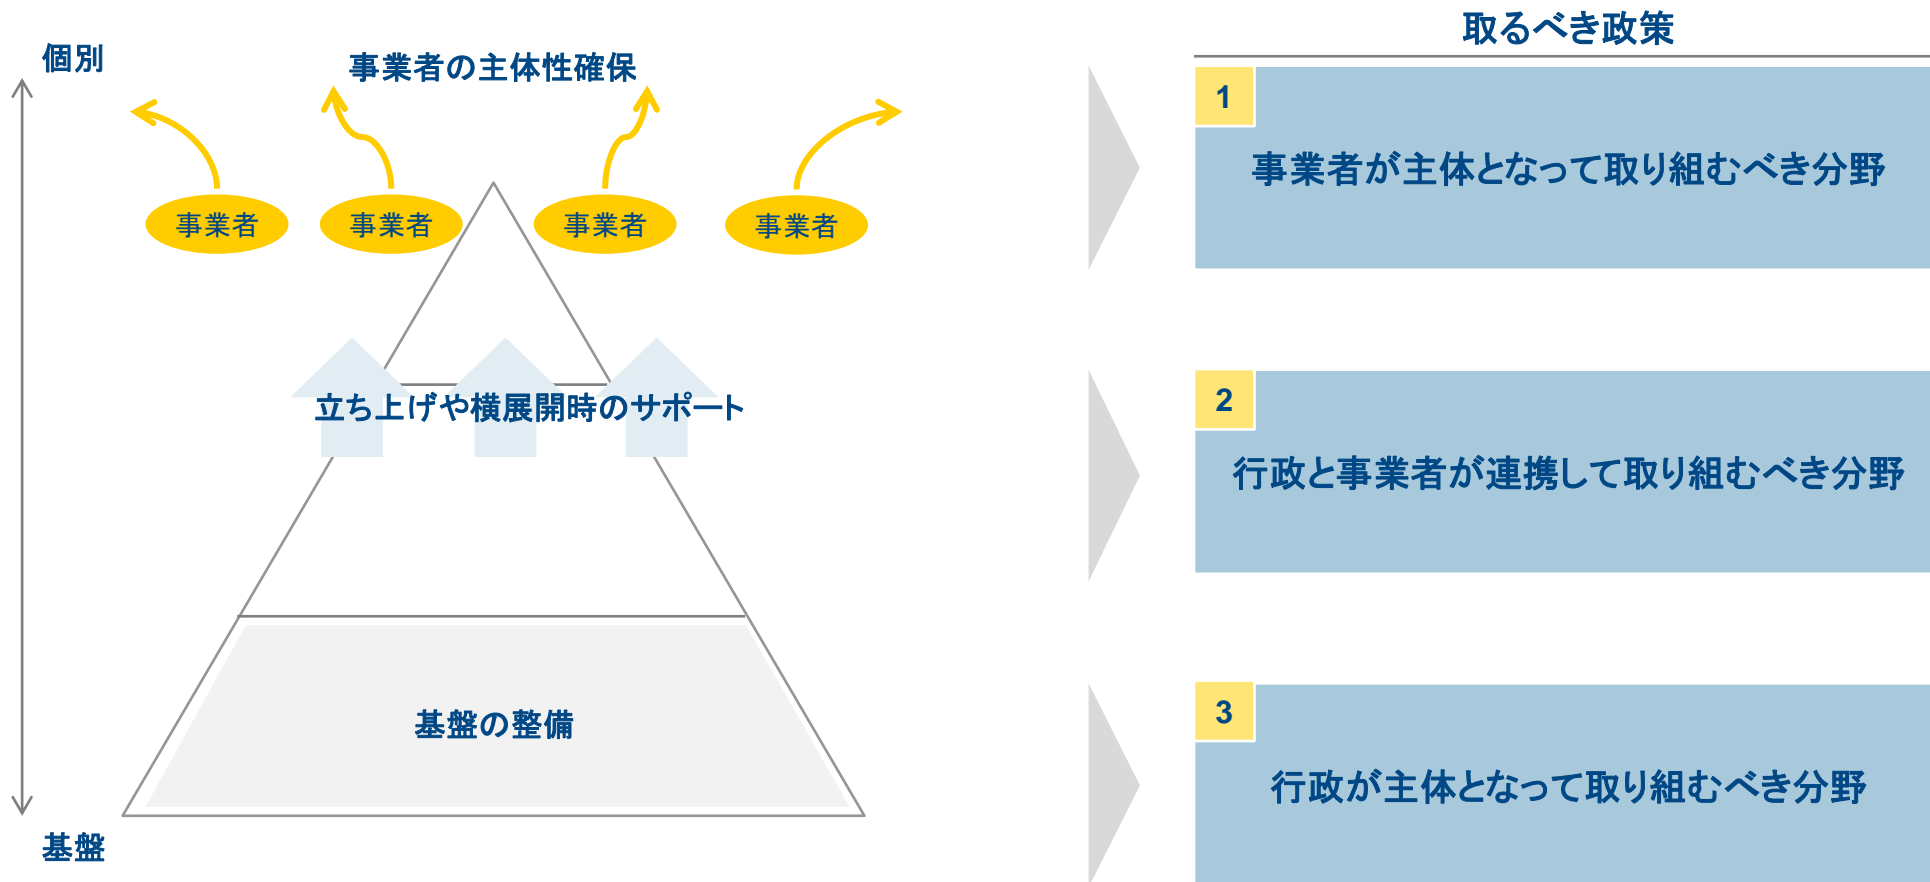 個別
事業者の主体性確保
事業者
事業者
事業者
事業者
立ち上げや横展開時のサポート
基盤の整備
基盤
取るべき政策
1
事業者が主体となって取り組むべき分野
2
行政と事業者が連携して取り組むべき分野
3
行政が主体となって取り組むべき分野